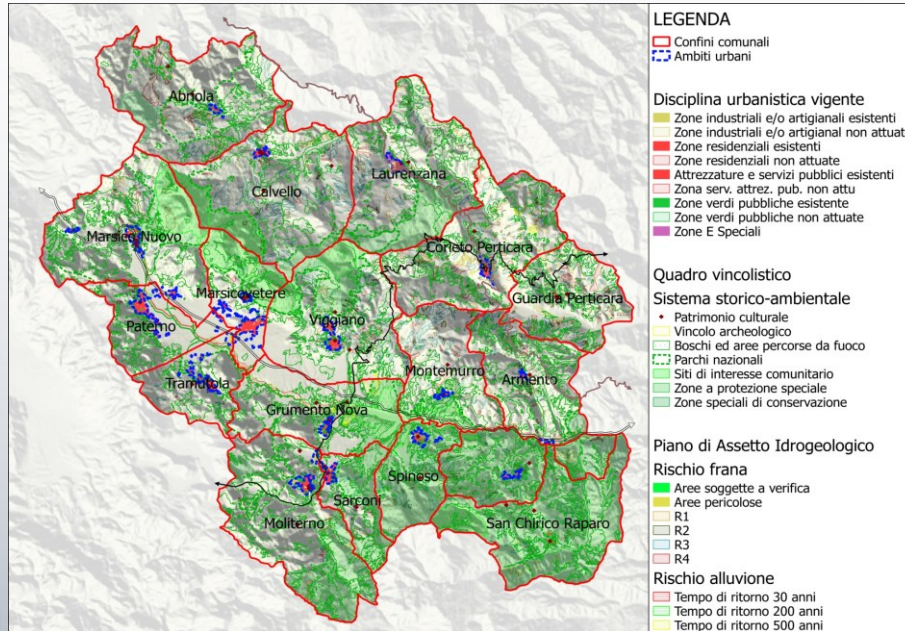 LEGENDA
Confini comunali
Ambiti urbani
Disciplina urbanistica vigente
Zone industriali e/o artigianali esistenti
Zone industriali e/o artigianal non attuat
Zone residenziali esistenti
Zone residenziali non attuate
Attrezzature e servizi pubblici esistenti
Zona serv. attrez. pub. non attu
Zone verdi pubbliche esistente
Zone verdi pubbliche non attuate
Zone E Speciali
Quadro vincolistico
Sistema storico-ambientale
Patrimonio culturale
Vincolo archeologico
Boschi ed aree percorse da fuoco
Parchi nazionali
Siti di interesse comunitario
Zone a protezione speciale
Zone speciali di conservazione
Piano di Assetto Idrogeologico
Rischio frana
Aree soggette a verifica
Aree pericolose
R1
R2
R3
R4
Rischio alluvione
Tempo di ritorno 30 anni
Tempo di ritorno 200 anni
Tempo di ritorno 500 anni
Abriola
Calvello
Laurenzana
Marsico Nuovo
Corleto Perticara
Marsicovetere
Guardia Perticara
Paterno
Viggiano
Tramutola
Montemurro
Armento
Grumento Nova
Spinoso
Sarconi
Moliterno
San Chirico Raparo